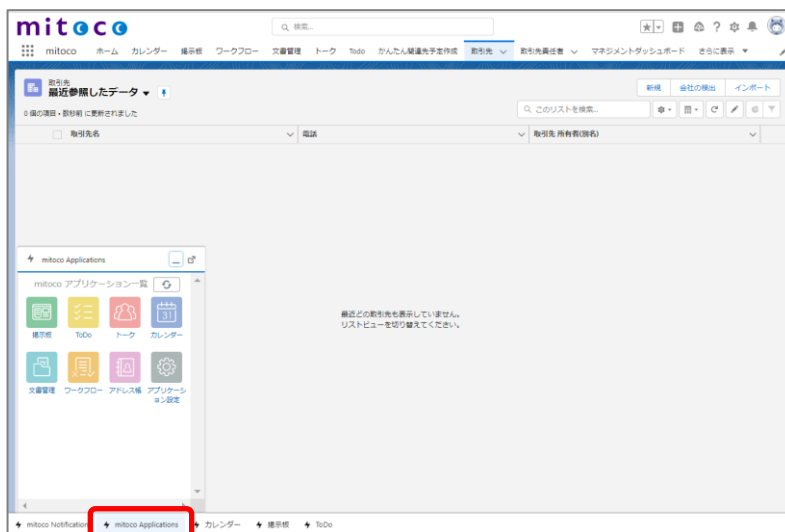 mitoco
検索...
mitoco ホーム カレンダー 掲示板 ワークフロー 文書管理 トーク Todo かんたん関連先予定作成 取引先 取引先責任者 マネジメントダッシュボード さらに表示
取引先
最近参照したデータ
新規 会社の検出 インポート
0 個の項目・数秒前 に更新されました
このリストを検索...
取引先名 電話 取引先 所有者(別名)
mitoco Applications
mitoco アプリケーション一覧
掲示板 ToDo トーク カレンダー
31
文書管理 ワークフロー アドレス帳 アプリケーション設定
最近どの取引先も表示していません。
リストビューを切り替えてください。
mitoco Notification mitoco Applications カレンダー 掲示板 ToDo